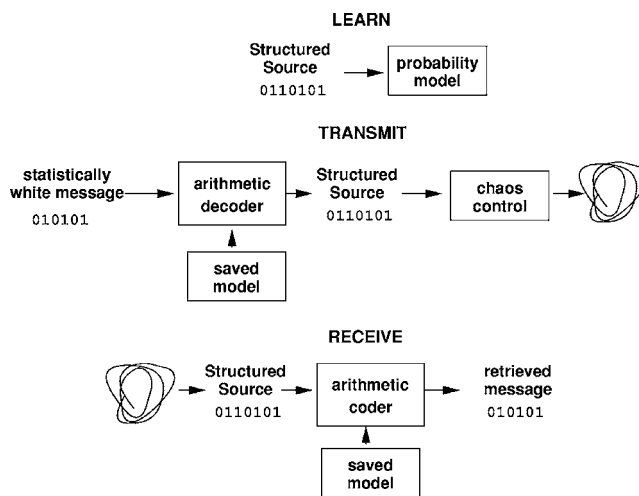 LEARN
Structured
Source
0110101
probability
model
TRANSMIT
statistically
white message
010101
arithmetic
decoder
saved
model
Structured
Source
0110101
chaos
control
RECEIVE
Structured
Source
0110101
arithmetic
coder
saved
model
retrieved
message
010101